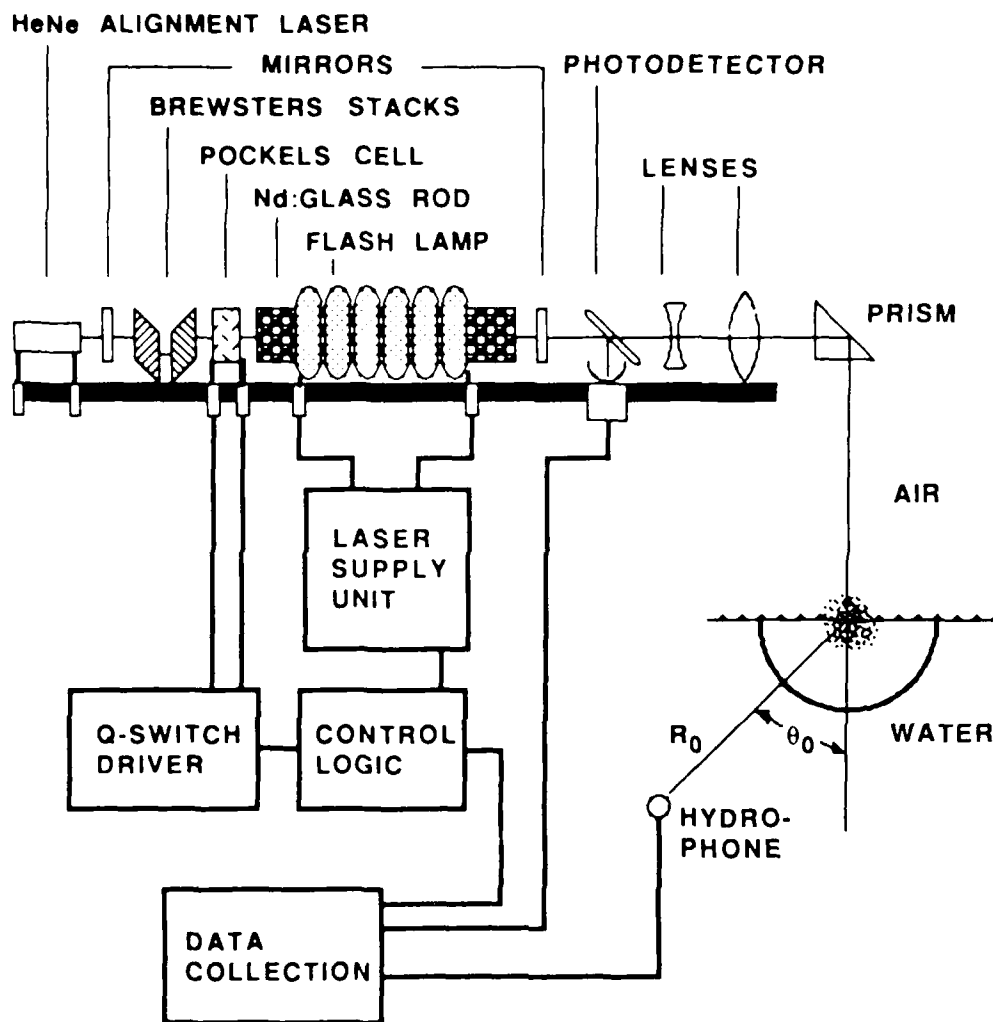 HeNe ALIGNMENT LASER
MIRRORS
PHOTODETECTOR
BREWSTERS STACKS
POCKELS CELL
LENSES
Nd:GLASS ROD
FLASH LAMP
PRISM
AIR
LASER
SUPPLY
UNIT
Q-SWITCH
DRIVER
CONTROL
LOGIC
R₀
θ₀
WATER
HYDRO-
PHONE
DATA
COLLECTION